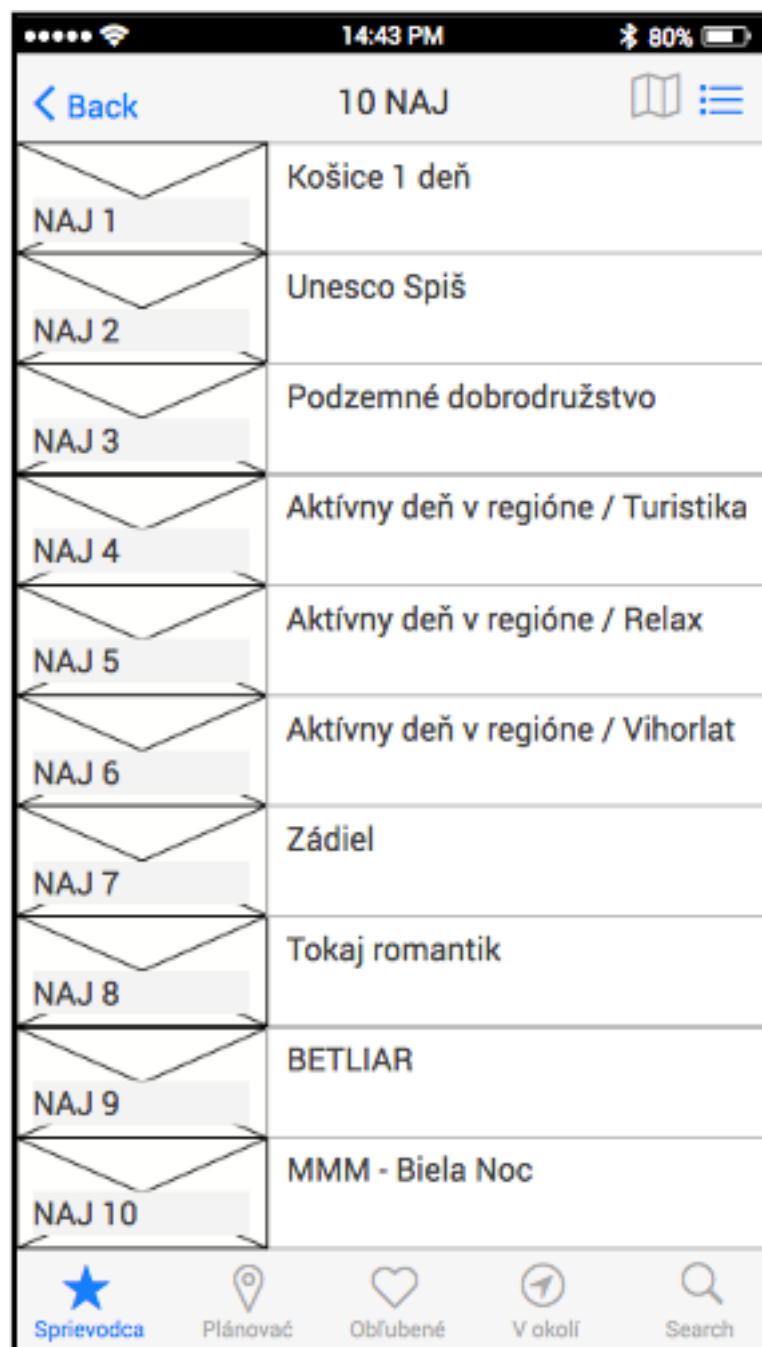 14:43 PM 80%
Back 10 NAJ
Košice 1 deň
NAJ 1
Unesco Spiš
NAJ 2
Podzemné dobrodružstvo
NAJ 3
Aktívny deň v regióne / Turistika
NAJ 4
Aktívny deň v regióne / Relax
NAJ 5
Aktívny deň v regióne / Vihorlat
NAJ 6
Zádiel
NAJ 7
Tokaj romantik
NAJ 8
BETLIAR
NAJ 9
MMM - Biela Noc
NAJ 10
Sprievodca Plánovač Obľubené V okolí Search